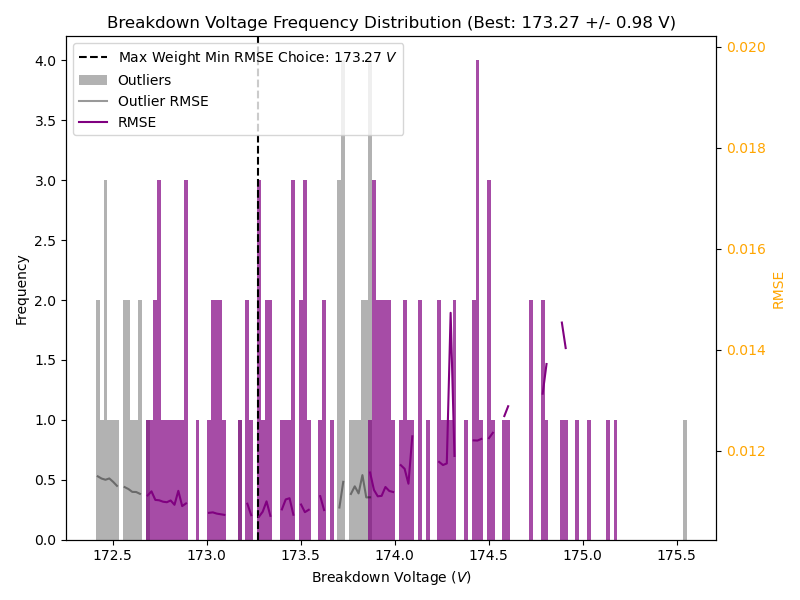 Breakdown Voltage Frequency Distribution (Best: 173.27 +/- 0.98 V)
Max Weight Min RMSE Choice: 173.27 V
Outliers
Outlier RMSE
RMSE
Frequency
4.0
3.5
3.0
2.5
2.0
1.5
1.0
0.5
0.0
0.020
0.018
0.016
0.014
0.012
RMSE
172.5 173.0 173.5 174.0 174.5 175.0 175.5
Breakdown Voltage (V)